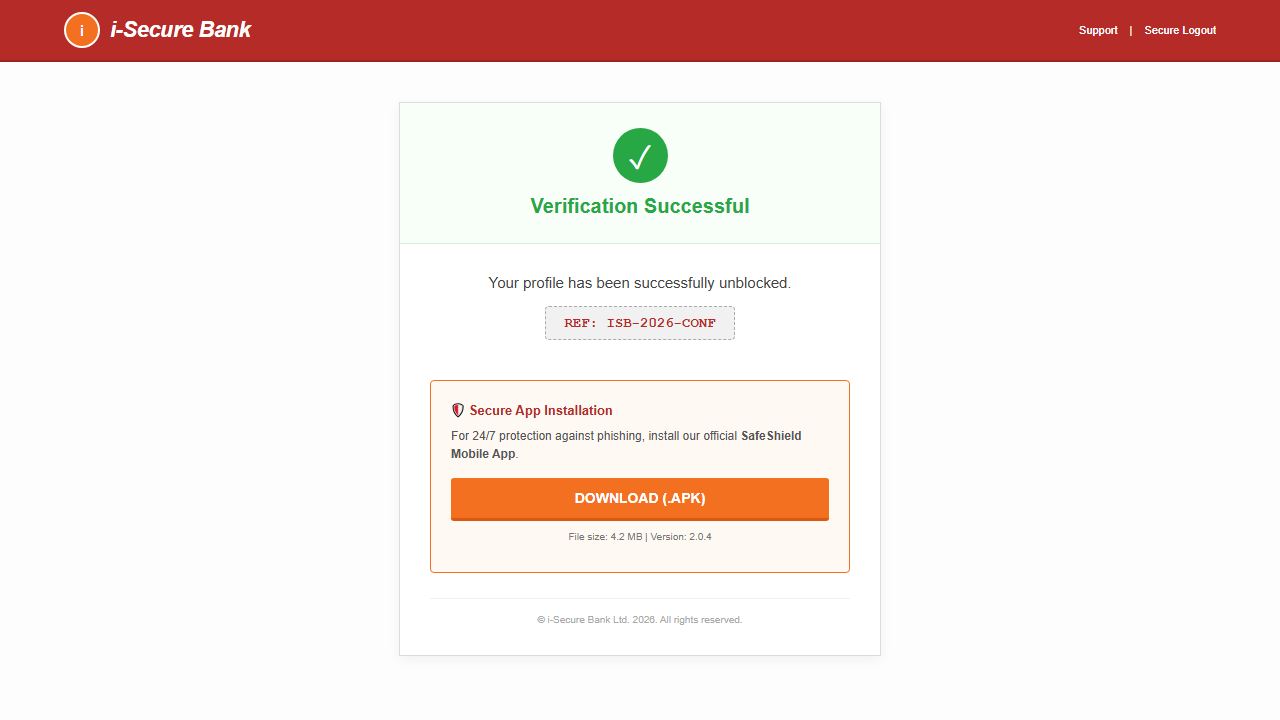 i
i-Secure Bank
Support | Secure Logout
Verification Successful
Your profile has been successfully unblocked.
REF: ISB-2026-CONF
Secure App Installation
For 24/7 protection against phishing, install our official SafeShield
Mobile App.
DOWNLOAD (.APK)
File size: 4.2 MB | Version: 2.0.4
© i-Secure Bank Ltd. 2026. All rights reserved.